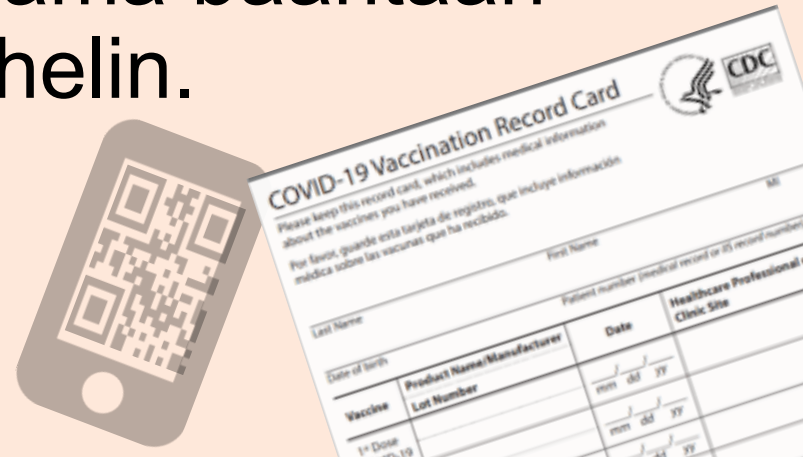 helin.
CDC
COVID-19 Vaccination Record Card
Please keep this record card, which includes medical information
about the vaccines you have received.
Por favor, guarde esta tarjeta de registro, que incluye información
médica sobre las vacunas que ha recibido.
Last Name
First Name
MI
Date of birth
Patient number (medical record or IIS record number)
Vaccine
Product Name/Manufacturer
Lot Number
Date
Healthcare Professional
Clinic Site
1st Dose
mm dd yy
mm dd yy